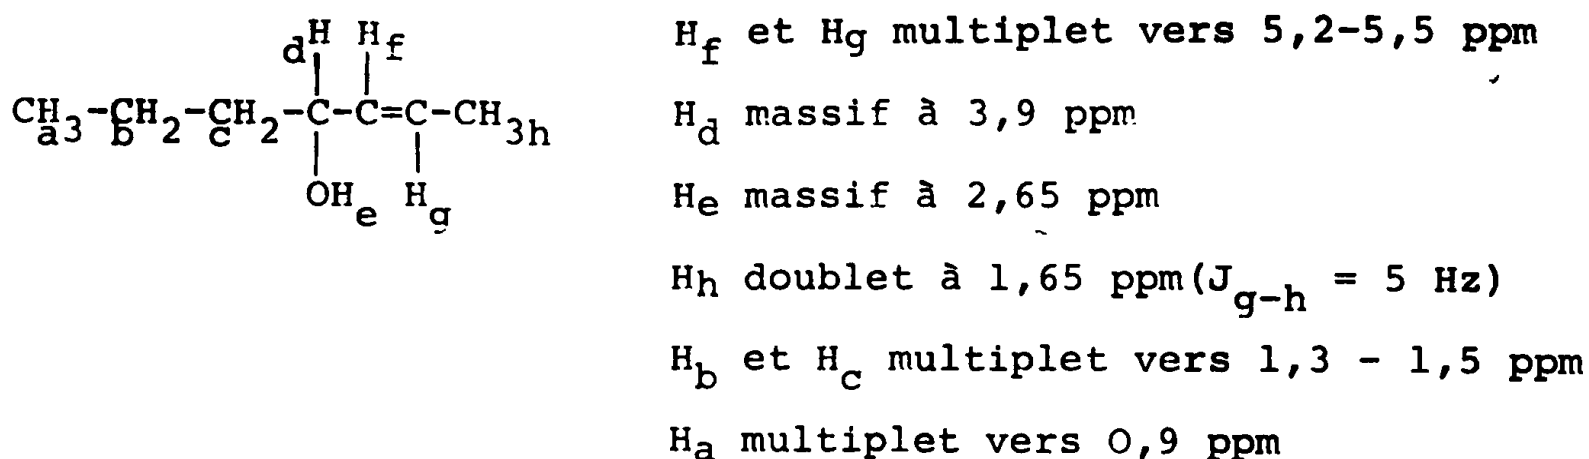 dH Hf
CH3-CH2-CH2-C-C=C-CH3h
a b c
OHe Hg
Hf et Hg multiplet vers 5,2-5,5 ppm
Hd massif à 3,9 ppm
He massif à 2,65 ppm
Hh doublet à 1,65 ppm(Jg-h = 5 Hz)
Hb et Hc multiplet vers 1,3 - 1,5 ppm
Ha multiplet vers 0,9 ppm